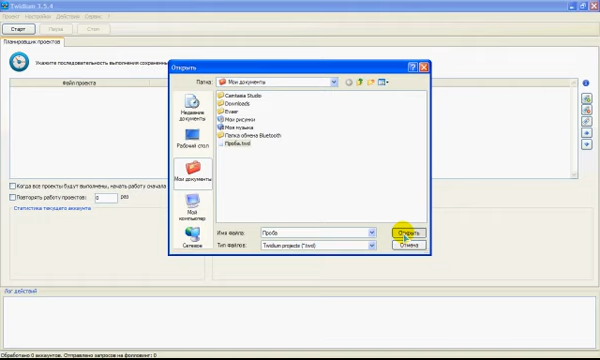 Twidium 3.5.4
Проект Настройки Действия Сервис ?
Старт Пауза Стоп
Планировщик проектов
Укажите последовательность выполнения сохраненных
Файл проекта
Открыть
Папка: Мои документы
Camtasia Studio
Downloads
Evaer
Мои рисунки
Моя музыка
Папка обмена Bluetooth
Проба.twd
Недавние документы
Рабочий стол
Мои документы
Мой компьютер
Сетевое
Имя файла: Проба Открыть
Тип файлов: Twidium projects (*.twd) Отмена
Когда все проекты будут выполнены, начать работу сначала
Повторять работу проектов: 0 раз
Статистика текущего аккаунта
Лог действий
Обработано 0 аккаунтов. Отправлено запросов на фолловинг: 0